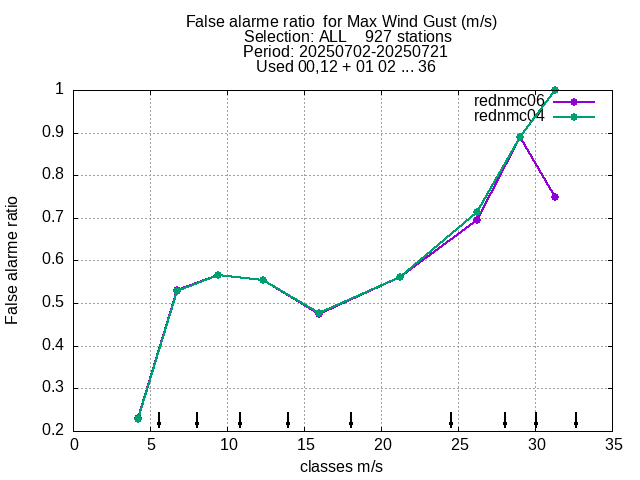 False alarme ratio  for Max Wind Gust (m/s)
Selection: ALL    927 stations
Period: 20250702-20250721
Used 00,12 + 01 02 ... 36
rednmc06
rednmc04
False alarme ratio
1
0.9
0.8
0.7
0.6
0.5
0.4
0.3
0.2
0 5 10 15 20 25 30 35
classes m/s